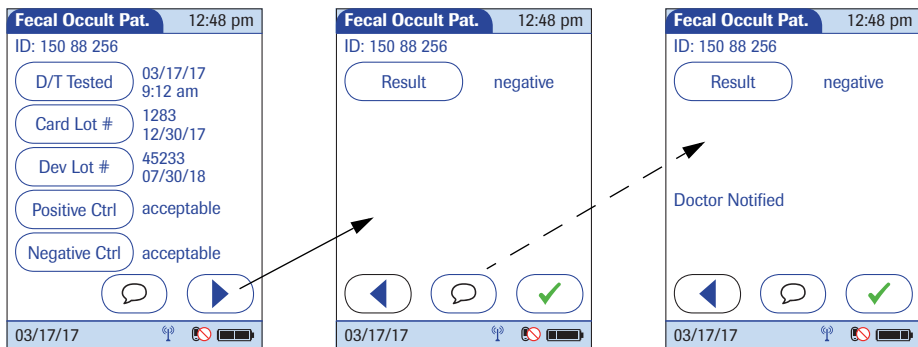 Fecal Occult Pat. 12:48 pm
ID: 150 88 256
D/T Tested 03/17/17
9:12 am
Card Lot # 1283
12/30/17
Dev Lot # 45233
07/30/18
Positive Ctrl acceptable
Negative Ctrl acceptable
03/17/17
Fecal Occult Pat. 12:48 pm
ID: 150 88 256
Result negative
03/17/17
Fecal Occult Pat. 12:48 pm
ID: 150 88 256
Result negative
Doctor Notified
03/17/17